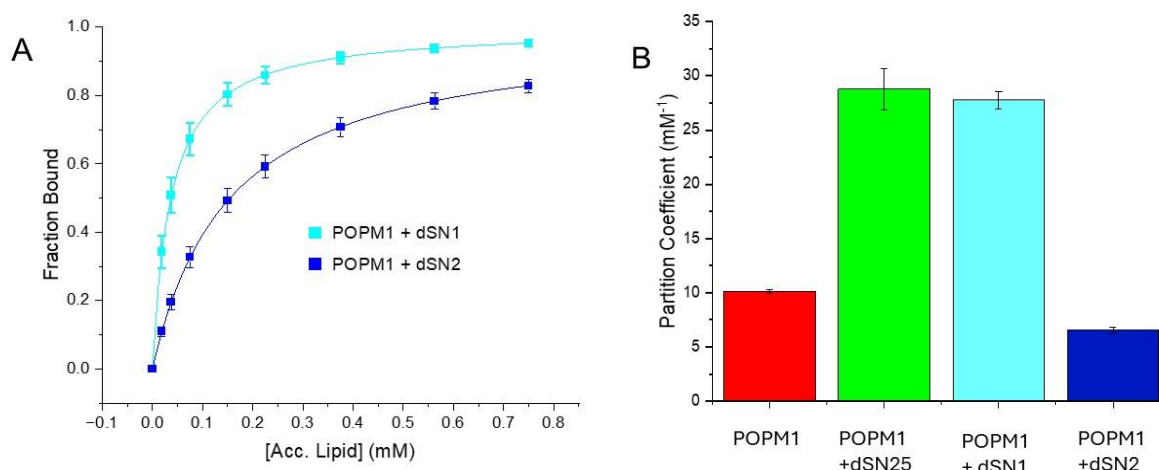 A
Fraction Bound
1.0
0.8
0.6
0.4
0.2
0.0
POPM1 + dSN1
POPM1 + dSN2
−0.1 0.0 0.1 0.2 0.3 0.4 0.5 0.6 0.7 0.8
[Acc. Lipid] (mM)
B
Partition Coefficient (mM⁻¹)
35
30
25
20
15
10
5
0
POPM1 POPM1 POPM1 POPM1
+dSN25 + dSN1 +dSN2